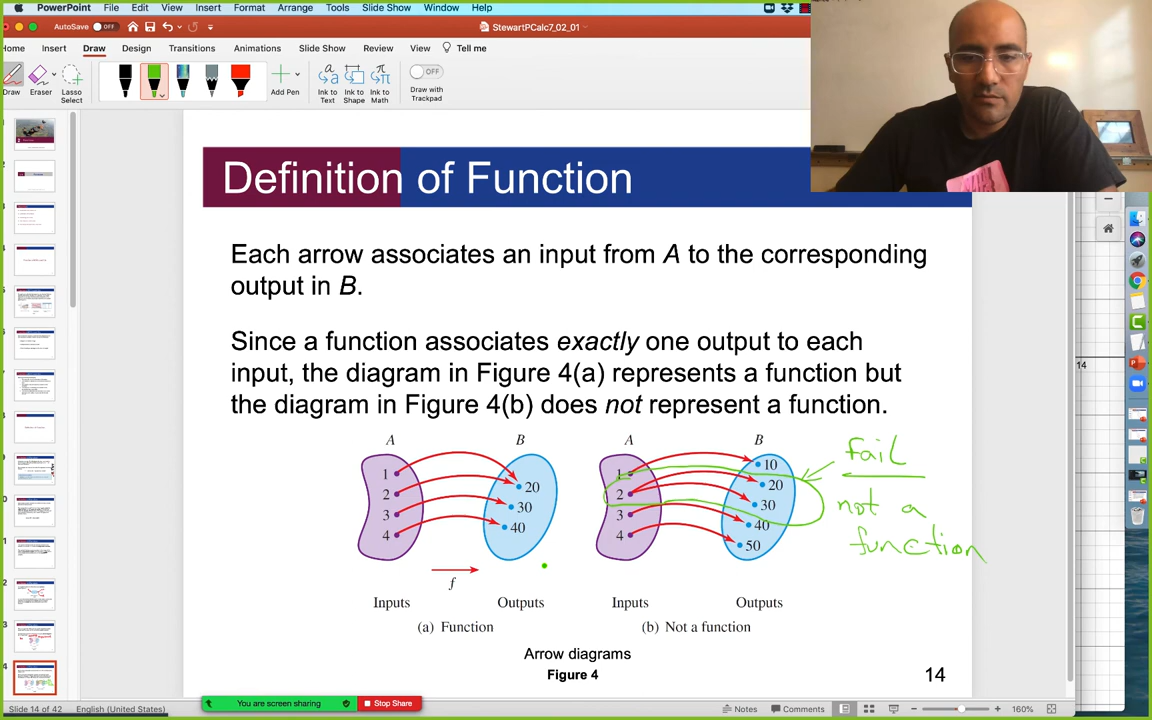 PowerPoint File Edit View Insert Format Arrange Tools Slide Show Window Help
AutoSave OFF StewartPCalc7_02_01
Home Insert Draw Design Transitions Animations Slide Show Review View Tell me
Draw Eraser Lasso Select Add Pen Ink to Text Ink to Shape Ink to Math OFF Draw with Trackpad
Definition of Function
Each arrow associates an input from A to the corresponding
output in B.
Since a function associates exactly one output to each
input, the diagram in Figure 4(a) represents a function but
the diagram in Figure 4(b) does not represent a function.
A B A B
1 2 3 4
20 30 40
1 2 3 4
10 20 30 40 50
fail
not a
function
f
Inputs Outputs Inputs Outputs
(a) Function (b) Not a function
Arrow diagrams
Figure 4
14
14
You are screen sharing Stop Share
Slide 14 of 42 English (United States) Notes Comments 160%